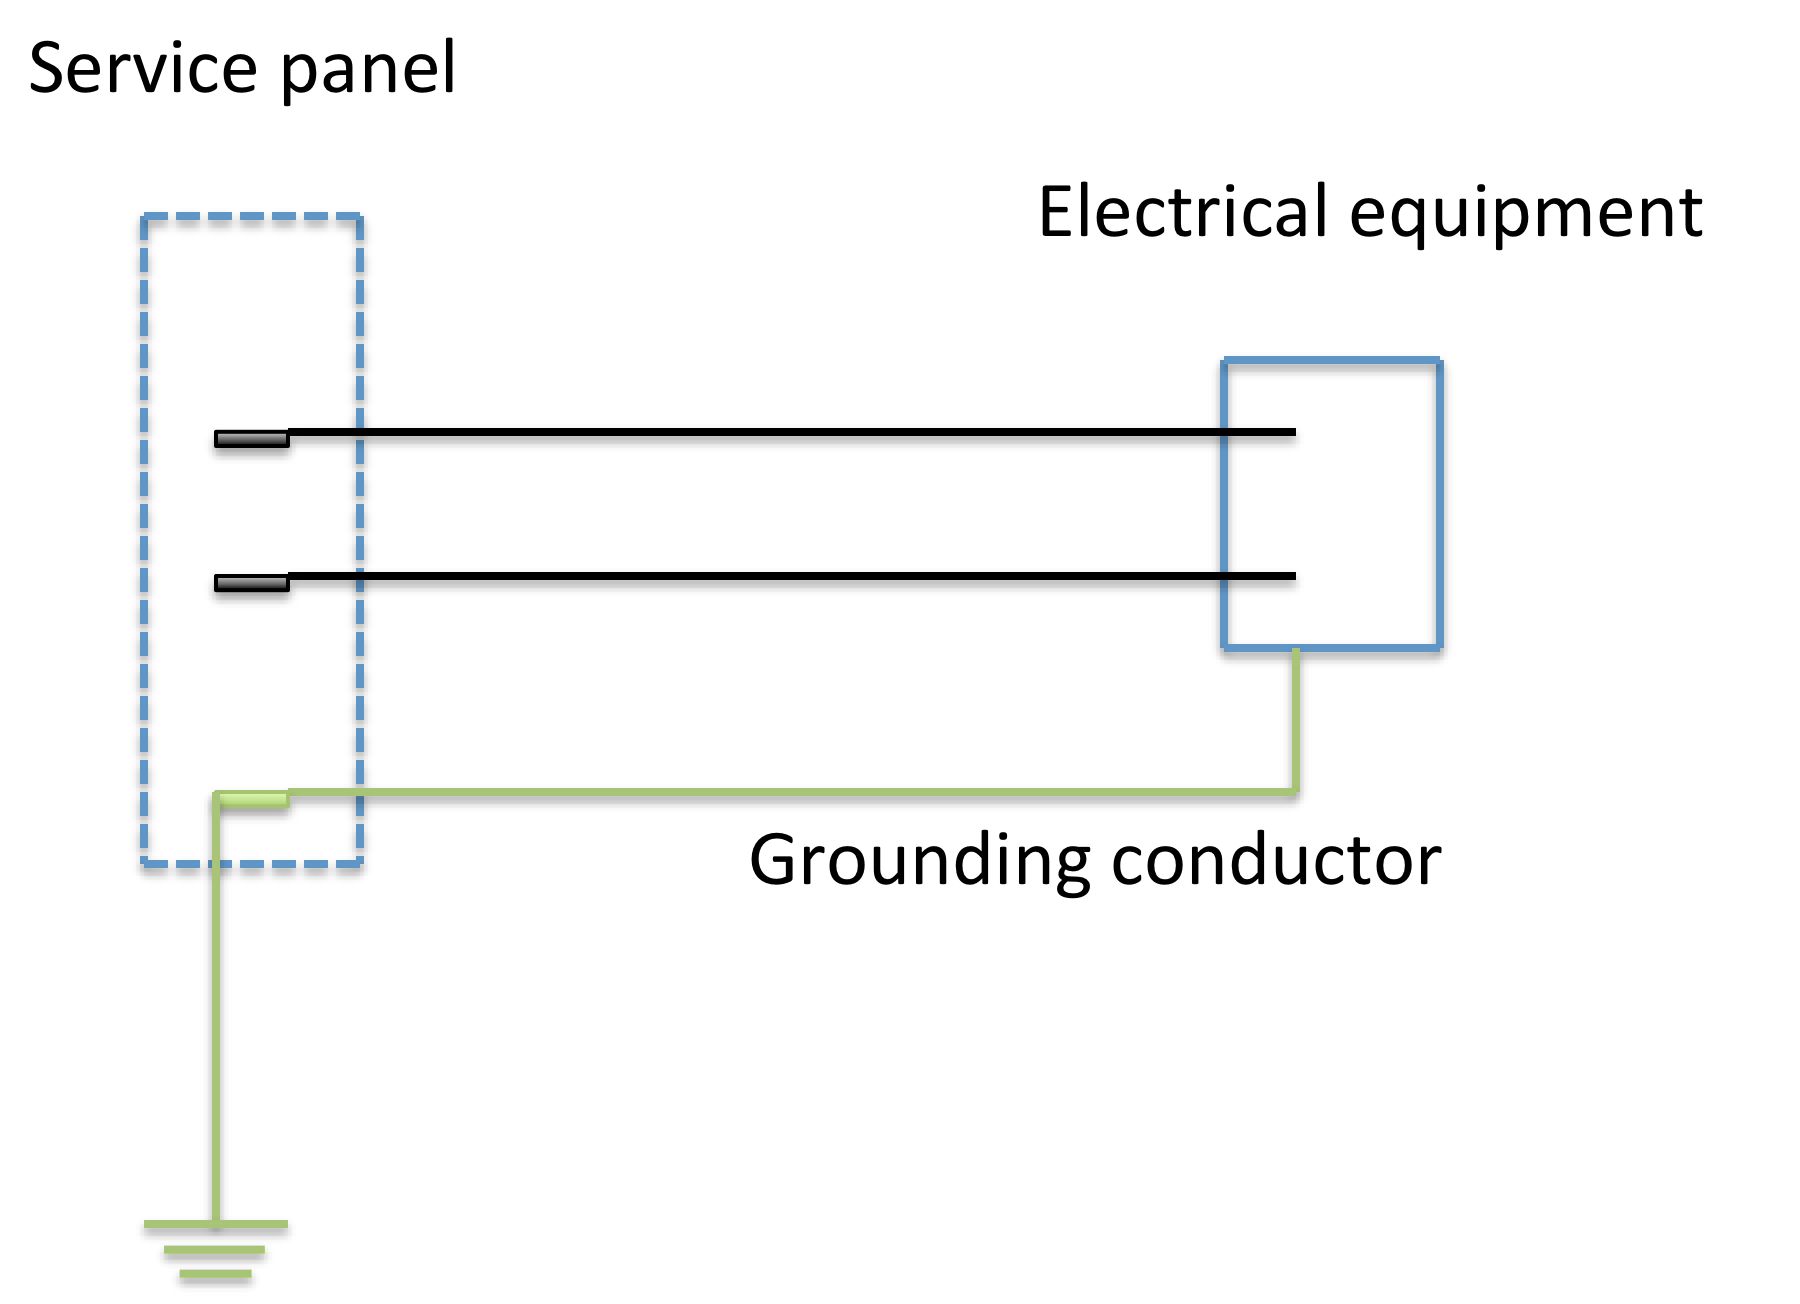 Service panel
Electrical equipment
Grounding conductor